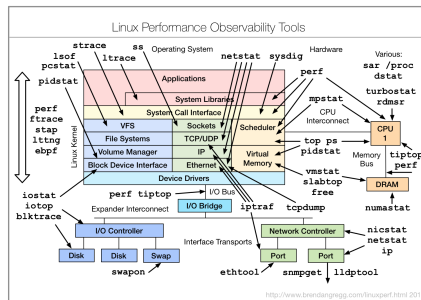 Linux Performance Observability Tools
strace
ss
Operating System
Hardware
Various:
lsof
ltrace
netstat
sysdig
sar /proc
pcstat
dstat
pidstat
Applications
perf
turbostat
System Libraries
mpstat
rdmsr
System Call Interface
CPU
Interconnect
perf
ftrace
stap
lttng
ebpf
Linux Kernel
VFS
Sockets
Scheduler
CPU
1
File Systems
TCP/UDP
top ps
pidstat
Volume Manager
IP
Virtual
Memory
Memory
Bus
tiptop
perf
Block Device Interface
Ethernet
vmstat
slabtop
free
Device Drivers
DRAM
iostat
iotop
blktrace
perf tiptop
I/O Bus
iptraf
tcpdump
numastat
Expander Interconnect
I/O Bridge
I/O Controller
Network Controller
nicstat
netstat
ip
Interface Transports
Disk
Disk
Swap
Port
Port
swapon
ethtool
snmpget
lldptool
http://www.brendangregg.com/linuxperf.html 201